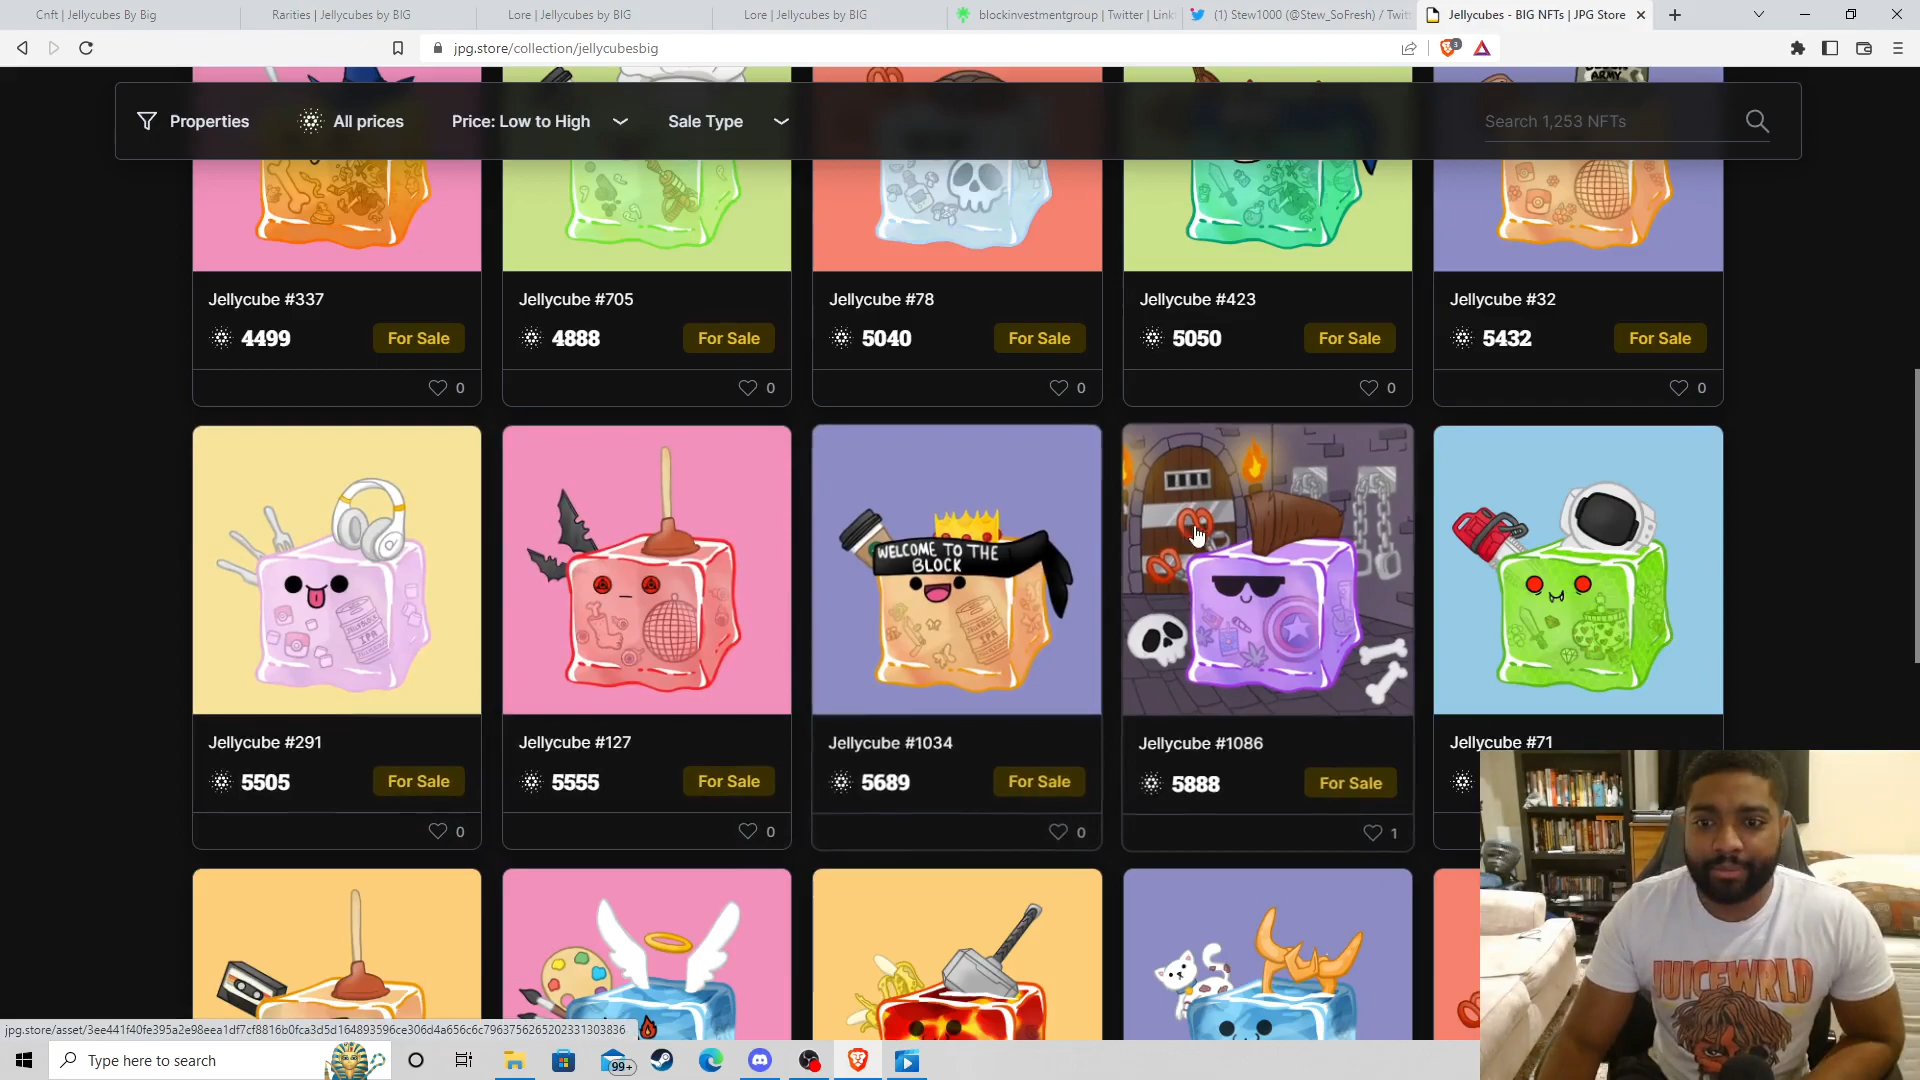 Cnft | Jellycubes By Big
Rarities | Jellycubes by BIG
Lore | Jellycubes by BIG
Lore | Jellycubes by BIG
blockinvestmentgroup | Twitter | Link
(1) Stew1000 (@Stew_SoFresh) / Twitt
Jellycubes - BIG NFTs | JPG Store
jpg.store/collection/jellycubesbig
3
ARMY
Properties
All prices
Price: Low to High
Sale Type
Search 1,253 NFTs
Jellycube #337
Jellycube #705
Jellycube #78
Jellycube #423
Jellycube #32
4499 For Sale
4888 For Sale
5040 For Sale
5050 For Sale
5432 For Sale
0
0
0
0
0
WELCOME TO THE
BLOCK
IPA
IPA
Jellycube #291
Jellycube #127
Jellycube #1034
Jellycube #1086
Jellycube #71
5505 For Sale
5555 For Sale
5689 For Sale
5888 For Sale
0
0
0
1
JUICEWRLD
Type here to search
99+